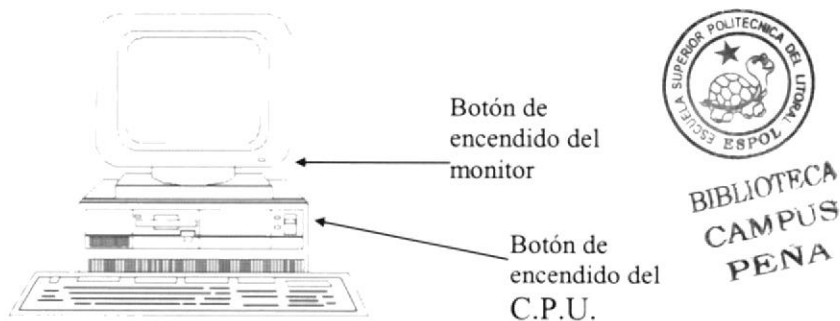 Botón de
encendido del
monitor
Botón de
encendido del
C.P.U.
ESCUELA SUPERIOR POLITECNICA DEL LITORAL
ESPOL
BIBLIOTECA
CAMPUS
PEÑA